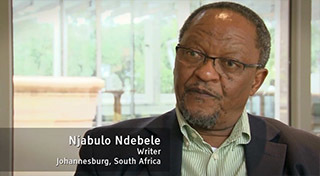 Njabulo Ndebele
Writer
Johannesburg, South Africa